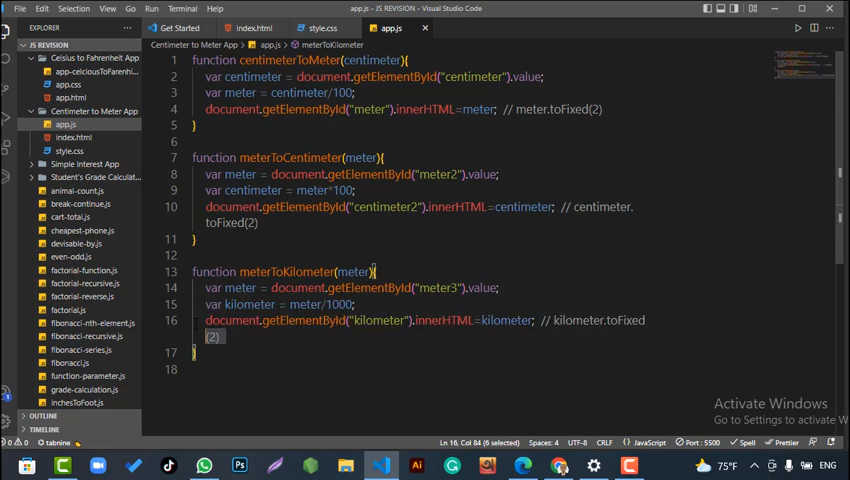 File Edit Selection View Go Run Terminal Help
app.js - Visual Studio Code
EXPLORER
Get Started
index.html
style.css
app.js
JS REVISION
Celsius to Fahrenheit App
app-celciousToFarenhi...
app.css
app.html
Centimeter to Meter App
app.js
index.html
style.css
Simple Interest App
Student's Grade Calculat...
animal-count.js
break-continue.js
cart-total.js
cheapest-phone.js
devisable-by.js
even-odd.js
factorial-function.js
factorial-recursive.js
factorial-reverse.js
factorial.js
fibonacci-nth-element.js
fibonacci-recursive.js
fibonacci-series.js
fibonacci.js
function-parameter.js
grade-calculation.js
inchesToFoot.js
OUTLINE
TIMELINE
Centimeter to Meter App > app.js > meterToKilometer
1 function centimeterToMeter(centimeter){
2 var centimeter = document.getElementById("centimeter").value;
3 var meter = centimeter/100;
4 document.getElementById("meter").innerHTML=meter; // meter.toFixed(2)
5 }
6
7 function meterToCentimeter(meter){
8 var meter = document.getElementById("meter2").value;
9 var centimeter = meter*100;
10 document.getElementById("centimeter2").innerHTML=centimeter; // centimeter.
toFixed(2)
11 }
12
13 function meterToKilometer(meter){
14 var meter = document.getElementById("meter3").value;
15 var kilometer = meter/1000;
16 document.getElementById("kilometer").innerHTML=kilometer; // kilometer.toFixed
(2)
17 }
18
Activate Windows
Go to Settings to activate W
0 0 tabnine
Ln 16, Col 84 (6 selected) Spaces: 4 UTF-8 CRLF JavaScript Port : 5500 Spell Prettier
75°F ENG